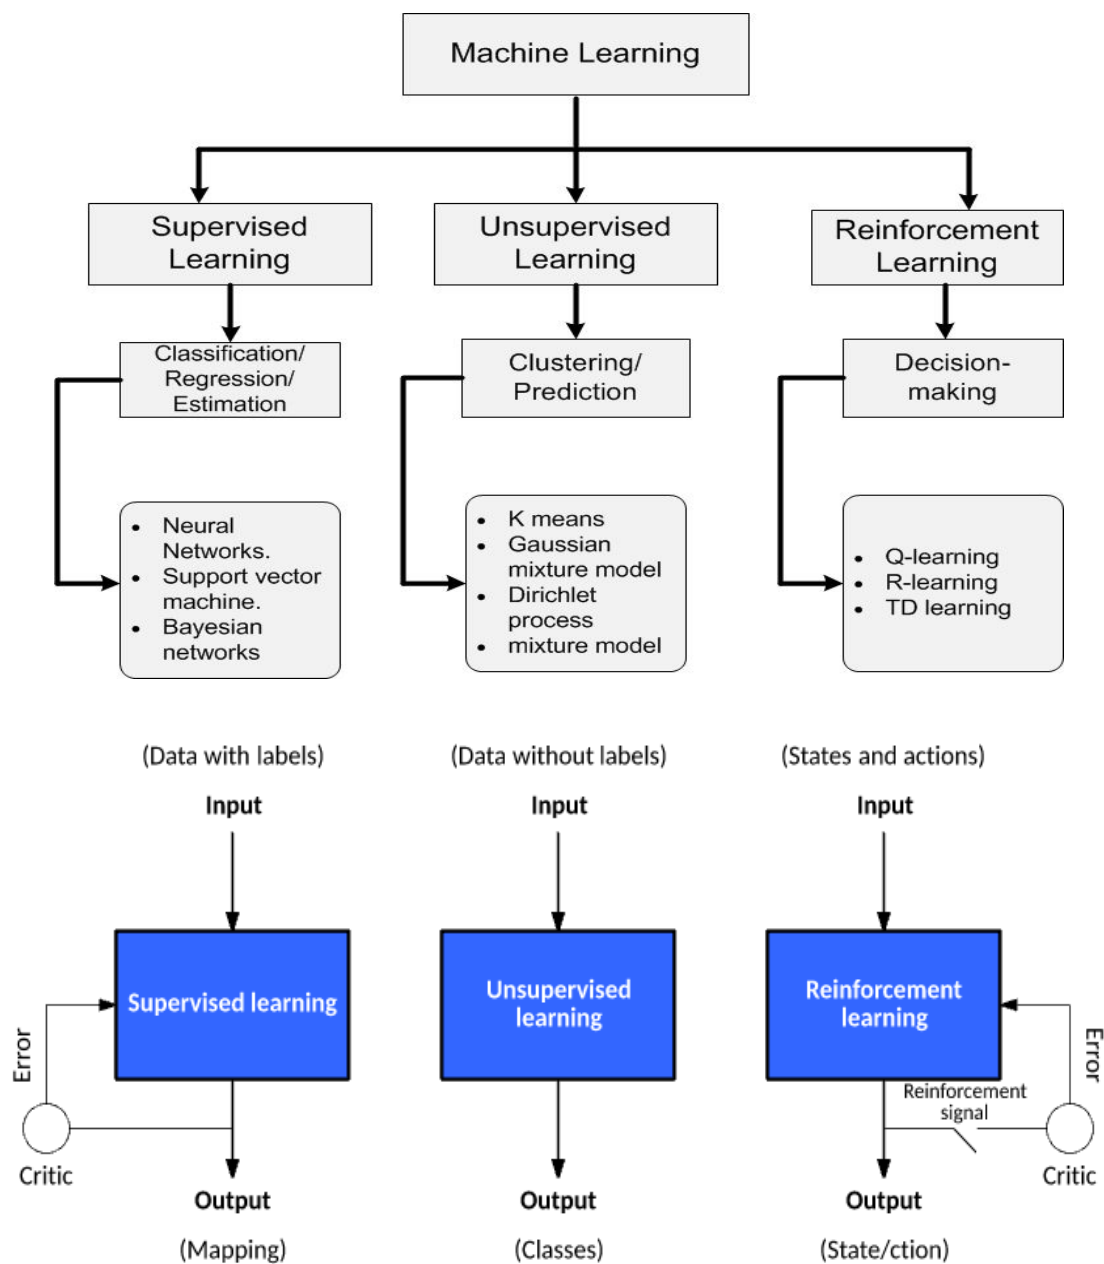 Machine Learning
Supervised
Learning
Unsupervised
Learning
Reinforcement
Learning
Classification/
Regression/
Estimation
Clustering/
Prediction
Decision-
making
• Neural
Networks.
• Support vector
machine.
• Bayesian
networks
• K means
• Gaussian
mixture model
• Dirichlet
process
• mixture model
• Q-learning
• R-learning
• TD learning
(Data with labels)
(Data without labels)
(States and actions)
Input
Input
Input
Supervised learning
Unsupervised
learning
Reinforcement
learning
Error
Error
Reinforcement
signal
Critic
Critic
Output
Output
Output
(Mapping)
(Classes)
(State/ction)